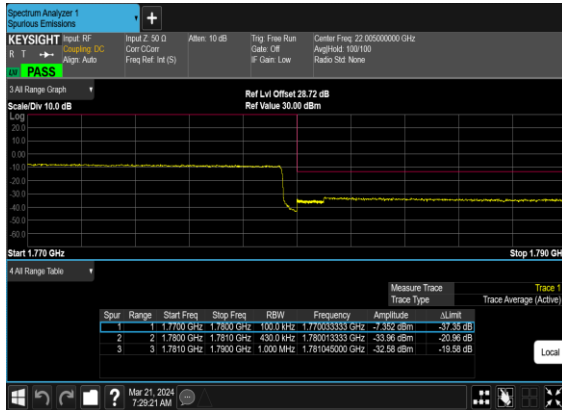 Spectrum Analyzer 1
Spurious Emissions
+
KEYSIGHT
R T
LV PASS
Input: RF
Coupling: DC
Align: Auto
Input Z: 50 Ω
Corr CCorr
Freq Ref: Int (S)
Atten: 10 dB
Trig: Free Run
Gate: Off
IF Gain: Low
Center Freq: 22.005000000 GHz
Avg|Hold: 100/100
Radio Std: None
3 All Range Graph
Scale/Div 10.0 dB
Ref Lvl Offset 28.72 dB
Ref Value 30.00 dBm
Log
20.0
10.0
0.00
-10.0
-20.0
-30.0
-40.0
-50.0
-60.0
Start 1.770 GHz
Stop 1.790 GH
4 All Range Table
Measure Trace Trace 1
Trace Type Trace Average (Active)
Spur Range Start Freq Stop Freq RBW Frequency Amplitude ΔLimit
1 1 1.7700 GHz 1.7800 GHz 100.0 kHz 1.770033333 GHz -7.352 dBm -37.35 dB
2 2 1.7800 GHz 1.7810 GHz 430.0 kHz 1.780013333 GHz -33.96 dBm -20.96 dB
3 3 1.7810 GHz 1.7900 GHz 1.000 MHz 1.781045000 GHz -32.58 dBm -19.58 dB
Local
?
Mar 21, 2024
7:29:21 AM